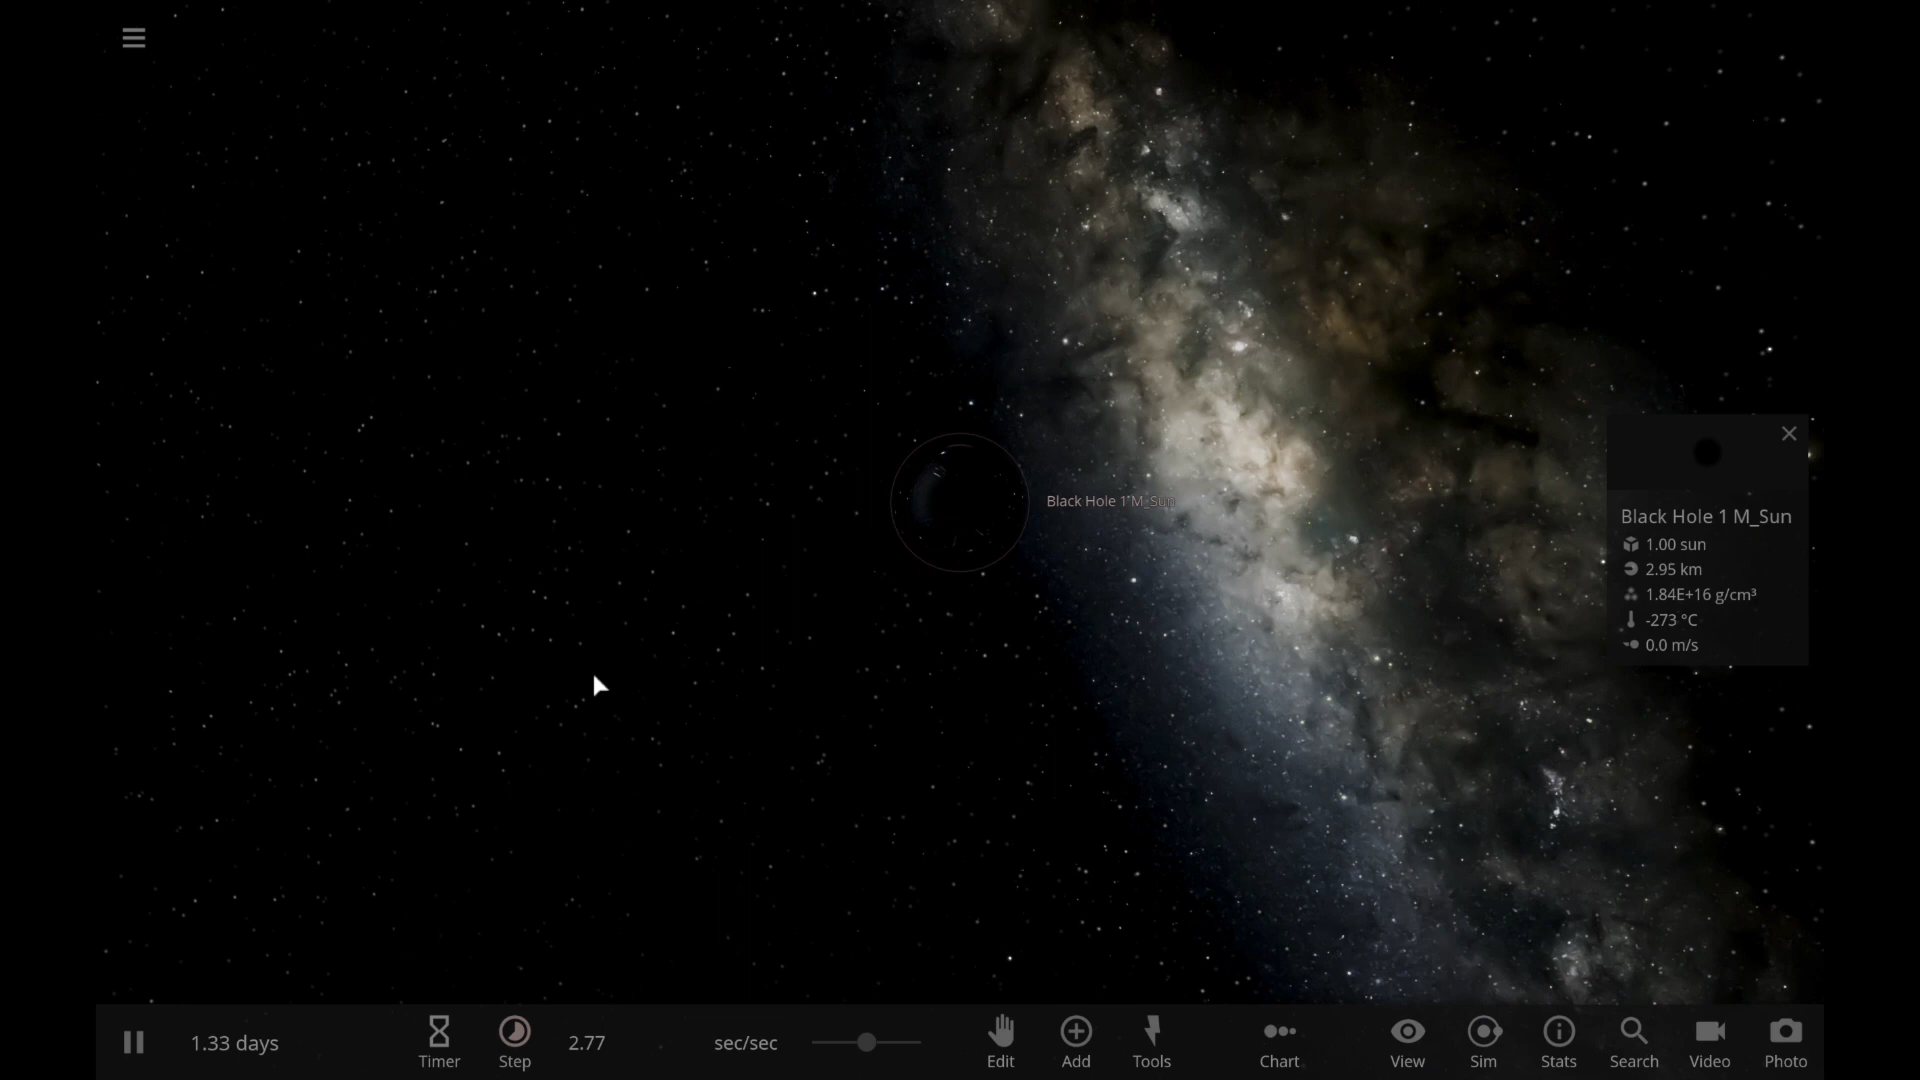 Black Hole 1 M_Sun
Black Hole 1 M_Sun
1.00 sun
2.95 km
1.84E+16 g/cm³
-273 °C
0.0 m/s
1.33 days
Timer
Step
2.77
sec/sec
Edit
Add
Tools
Chart
View
Sim
Stats
Search
Video
Photo